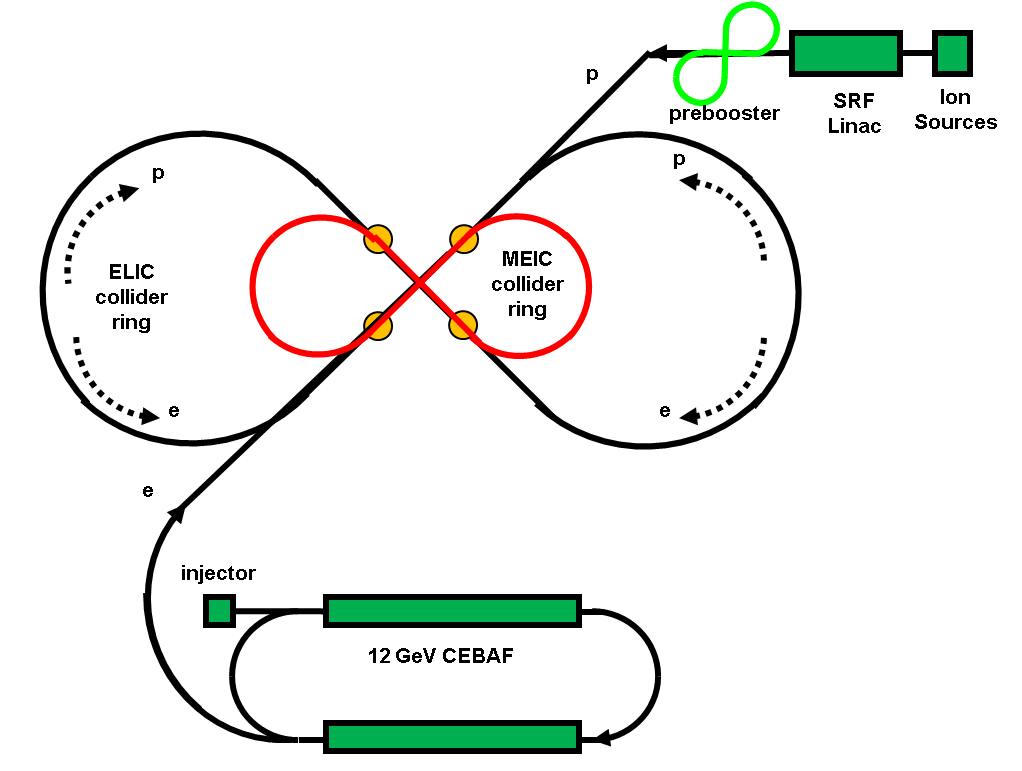 p
prebooster
SRF
Linac
Ion
Sources
p
p
ELIC
collider
ring
MEIC
collider
ring
e
e
e
injector
12 GeV CEBAF